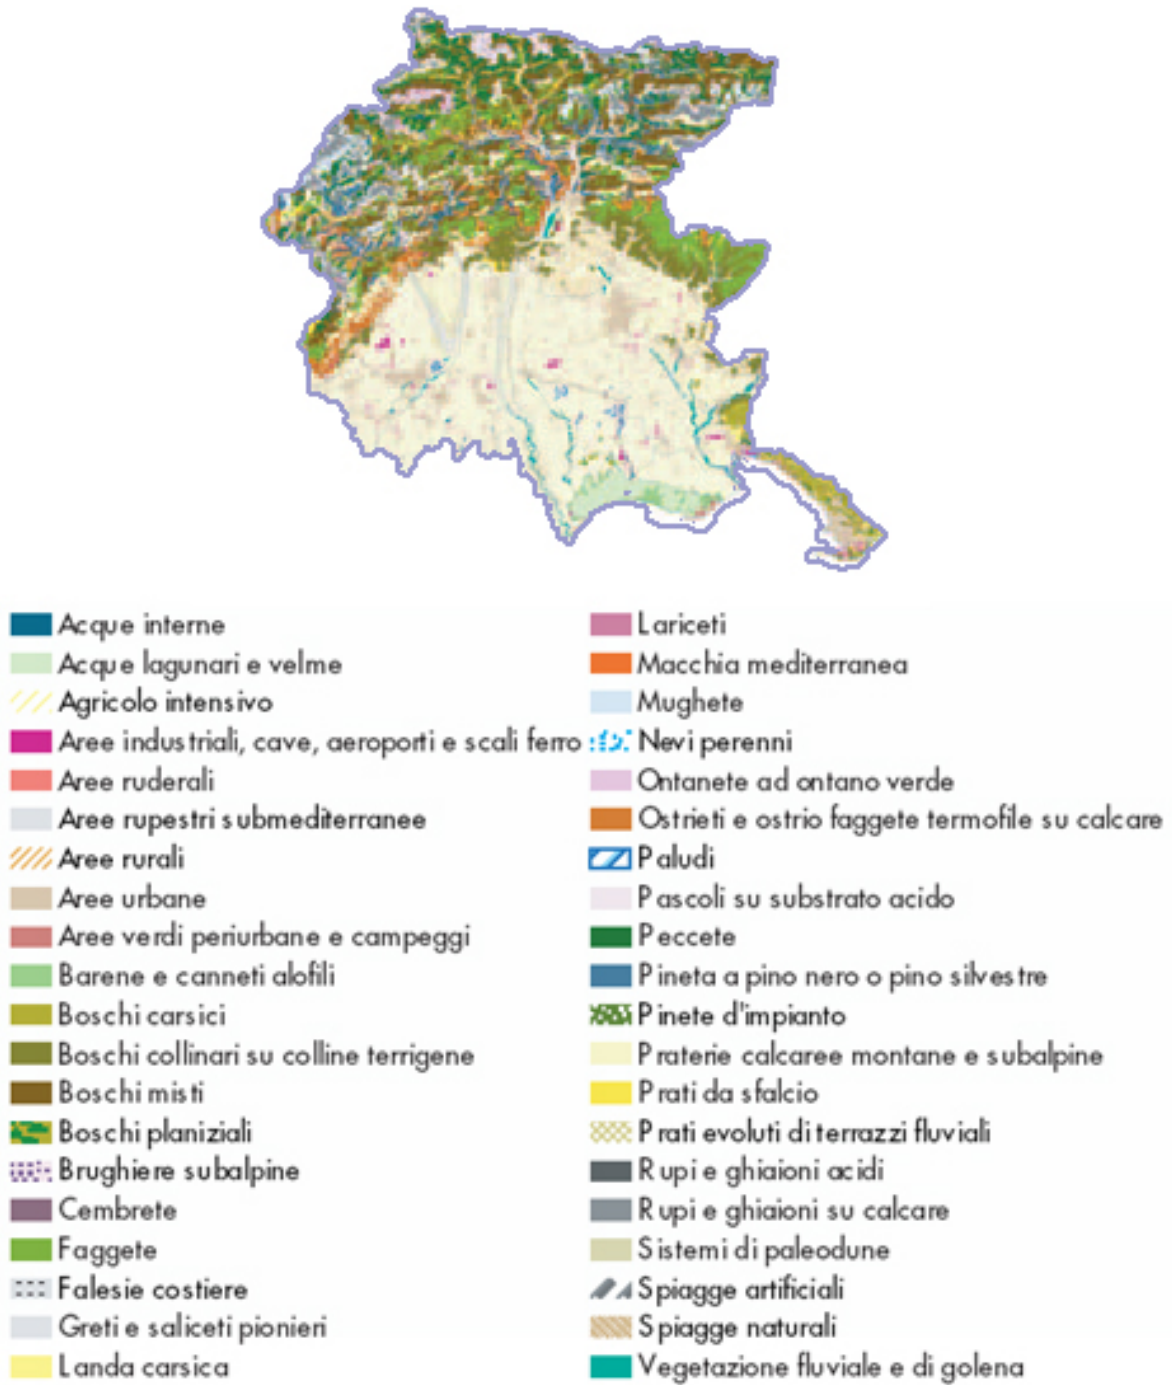 Acque interne
Acque lagunari e velme
Agricolo intensivo
Aree industriali, cave, aeroporti e scali ferro
Aree ruderali
Aree rupestri submediterranee
Aree rurali
Aree urbane
Aree verdi periurbane e campeggi
Barene e canneti alofili
Boschi carsici
Boschi collinari su colline terrigene
Boschi misti
Boschi planiziali
Brughiere subalpine
Cembrete
Faggete
Falesie costiere
Greti e saliceti pionieri
Landa carsica
Lariceti
Macchia mediterranea
Mughete
Nevi perenni
Ontanete ad ontano verde
Ostrieti e ostrio faggete termofile su calcare
Paludi
Pascoli su substrato acido
Peccete
Pineta a pino nero o pino silvestre
Pinete d'impianto
Praterie calcaree montane e subalpine
Prati da sfalcio
Prati evoluti di terrazzi fluviali
Rupi e ghiaioni acidi
Rupi e ghiaioni su calcare
Sistemi di paleodune
Spiagge artificiali
Spiagge naturali
Vegetazione fluviale e di golena